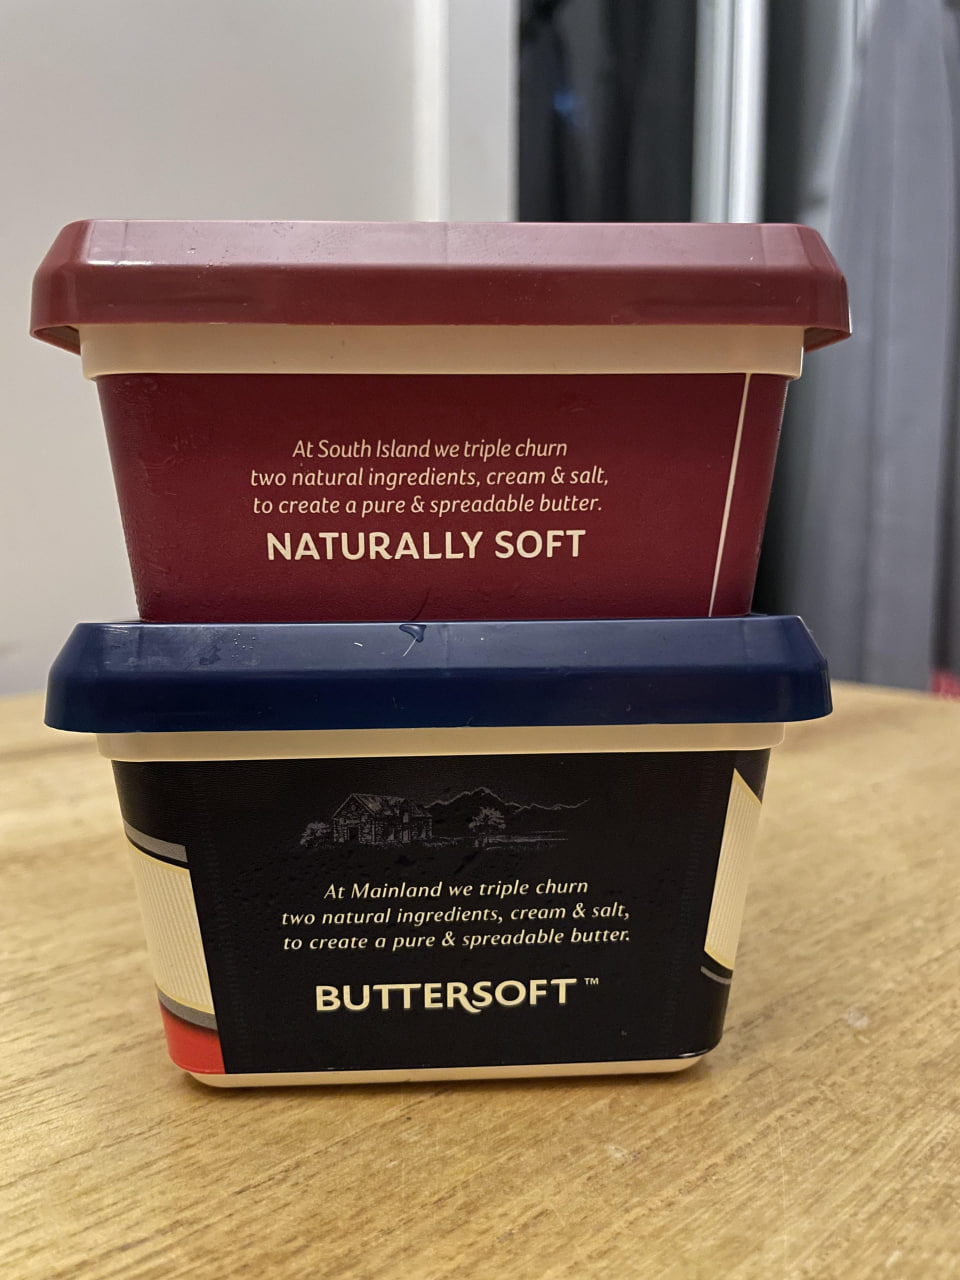 At South Island we triple churn
two natural ingredients, cream & salt,
to create a pure & spreadable butter.
NATURALLY SOFT
At Mainland we triple churn
two natural ingredients, cream & salt,
to create a pure & spreadable butter.
BUTTERSOFT™